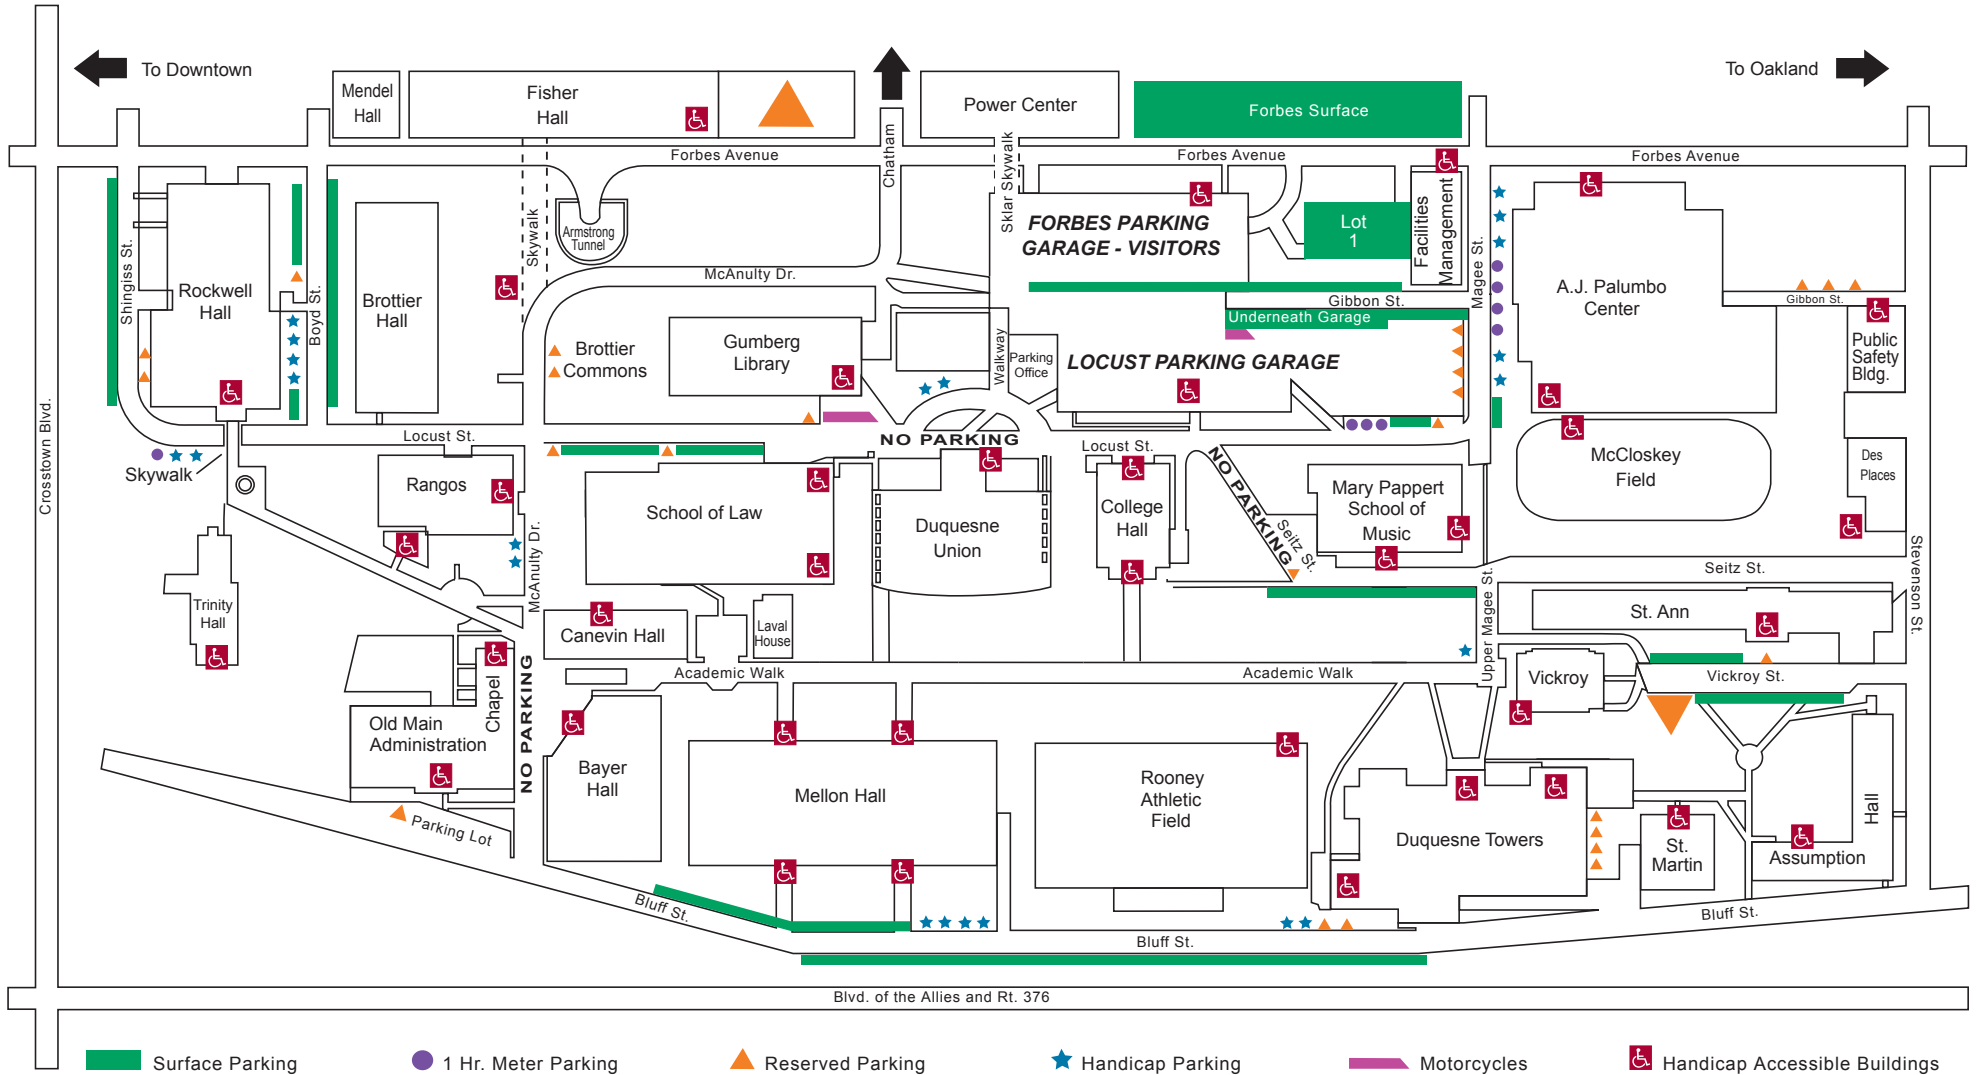 To Downtown
To Oakland
Mendel
Hall
Fisher
Hall
Power Center
Forbes Surface
Forbes Avenue
Forbes Avenue
Forbes Avenue
Chatham
Sklar Skywalk
Skywalk
Armstrong
Tunnel
FORBES PARKING
GARAGE - VISITORS
Lot
1
Facilities
Management
Magee St.
Shingiss St.
Rockwell
Hall
Boyd St.
Brottier
Hall
McAnulty Dr.
Gibbon St.
Underneath Garage
A.J. Palumbo
Center
Gibbon St.
Public
Safety
Bldg.
Brottier
Commons
Gumberg
Library
Walkway
Parking
Office
LOCUST PARKING GARAGE
Crosstown Blvd.
Locust St.
NO PARKING
Locust St.
Skywalk
Rangos
School of Law
Duquesne
Union
College
Hall
NO PARKING
Seitz St.
Mary Pappert
School of
Music
McCloskey
Field
Des
Places
McAnulty Dr.
Trinity
Hall
Canevin Hall
Laval
House
Upper Magee St.
Seitz St.
St. Ann
Stevenson St.
Academic Walk
Academic Walk
Vickroy
Vickroy St.
Chapel
NO PARKING
Old Main
Administration
Parking Lot
Bayer
Hall
Mellon Hall
Rooney
Athletic
Field
Duquesne Towers
St.
Martin
Assumption
Hall
Bluff St.
Bluff St.
Bluff St.
Blvd. of the Allies and Rt. 376
Surface Parking
1 Hr. Meter Parking
Reserved Parking
Handicap Parking
Motorcycles
Handicap Accessible Buildings